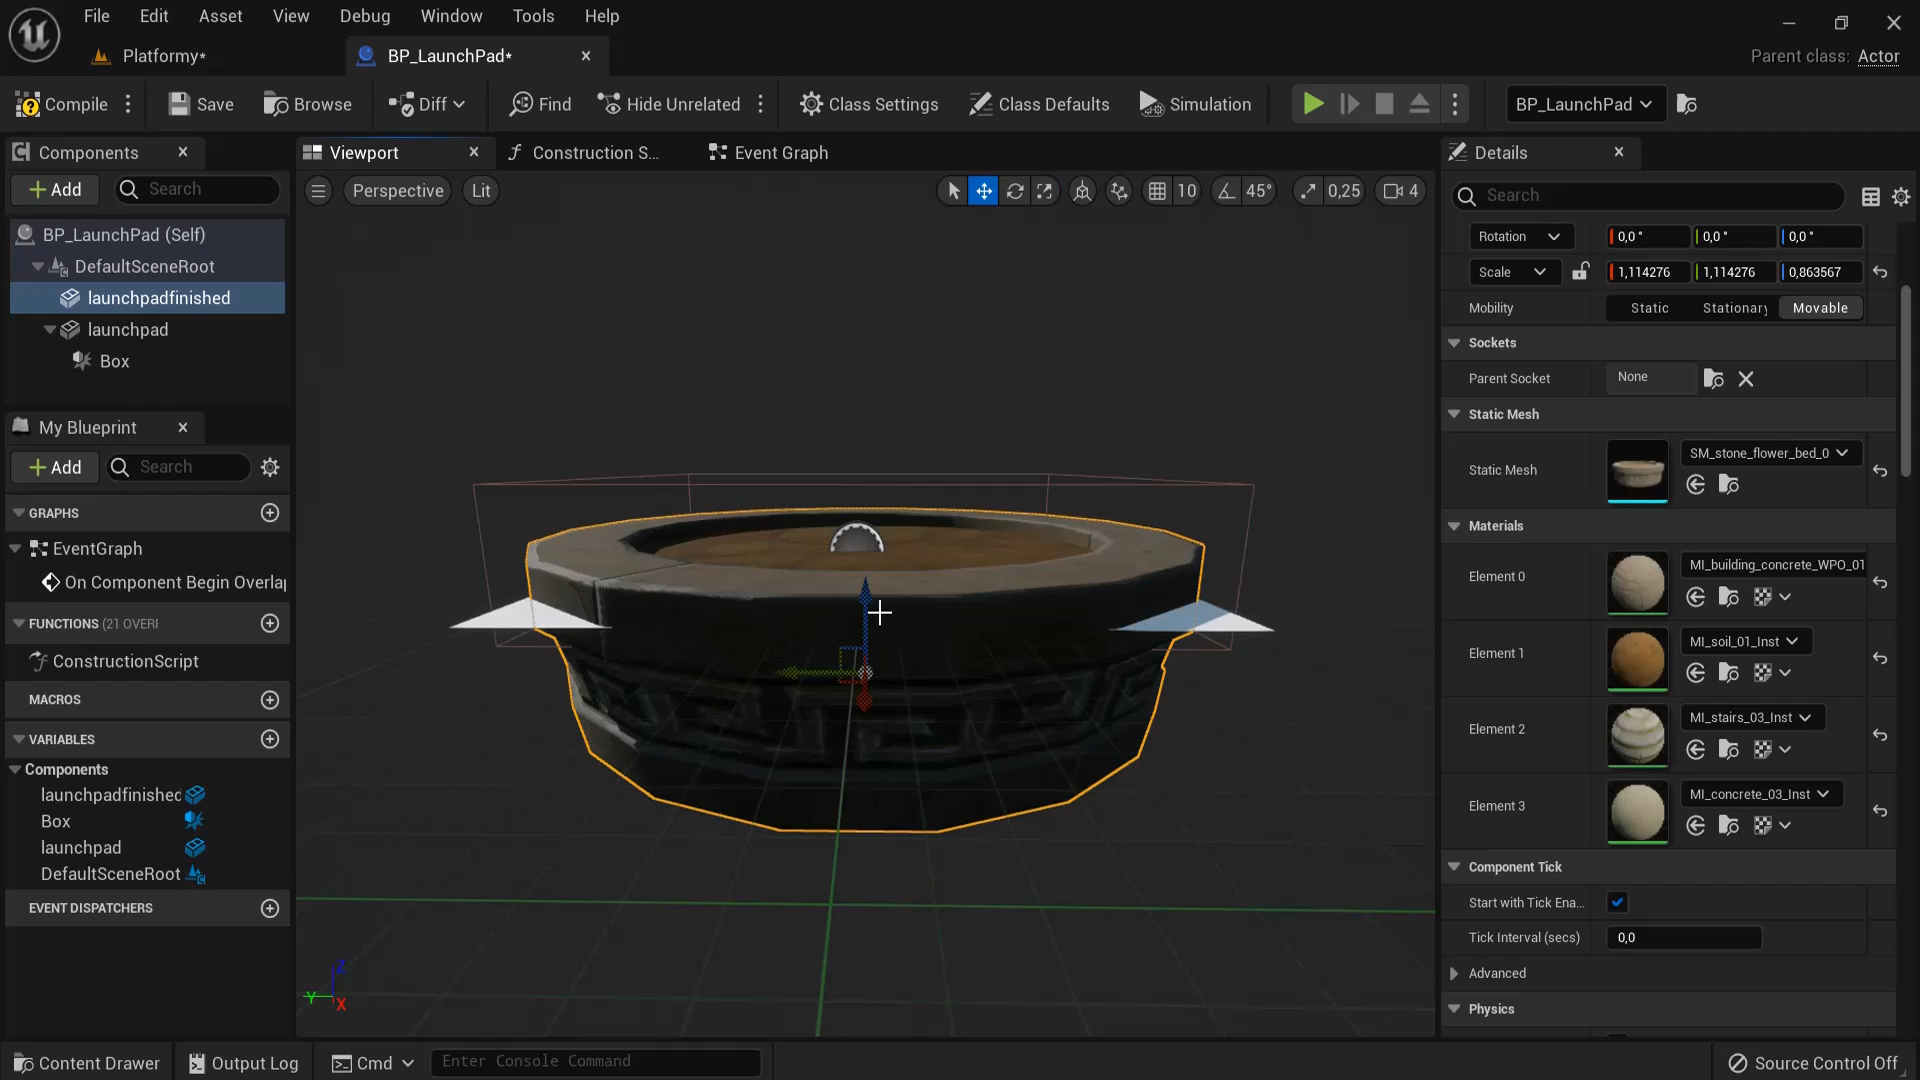 File Edit Asset View Debug Window Tools Help
Platformy*
BP_LaunchPad*
Parent class: Actor
Compile
Save
Browse
Diff
Find
Hide Unrelated
Class Settings
Class Defaults
Simulation
BP_LaunchPad
Components
Add
Search
BP_LaunchPad (Self)
DefaultSceneRoot
launchpadfinished
launchpad
Box
My Blueprint
Add
Search
GRAPHS
EventGraph
On Component Begin Overlap
FUNCTIONS (21 OVERI
ConstructionScript
MACROS
VARIABLES
Components
launchpadfinished
Box
launchpad
DefaultSceneRoot
EVENT DISPATCHERS
Viewport
Construction S...
Event Graph
Perspective
Lit
10
45°
0,25
4
Z
Y
X
Details
Search
Rotation 0,0 ° 0,0 ° 0,0 °
Scale 1,114276 1,114276 0,863567
Mobility Static Stationary Movable
Sockets
Parent Socket None
Static Mesh
Static Mesh SM_stone_flower_bed_0
Materials
Element 0 MI_building_concrete_WPO_01
Element 1 MI_soil_01_Inst
Element 2 MI_stairs_03_Inst
Element 3 MI_concrete_03_Inst
Component Tick
Start with Tick Ena...
Tick Interval (secs) 0,0
Advanced
Physics
Content Drawer
Output Log
Cmd
Enter Console Command
Source Control Off